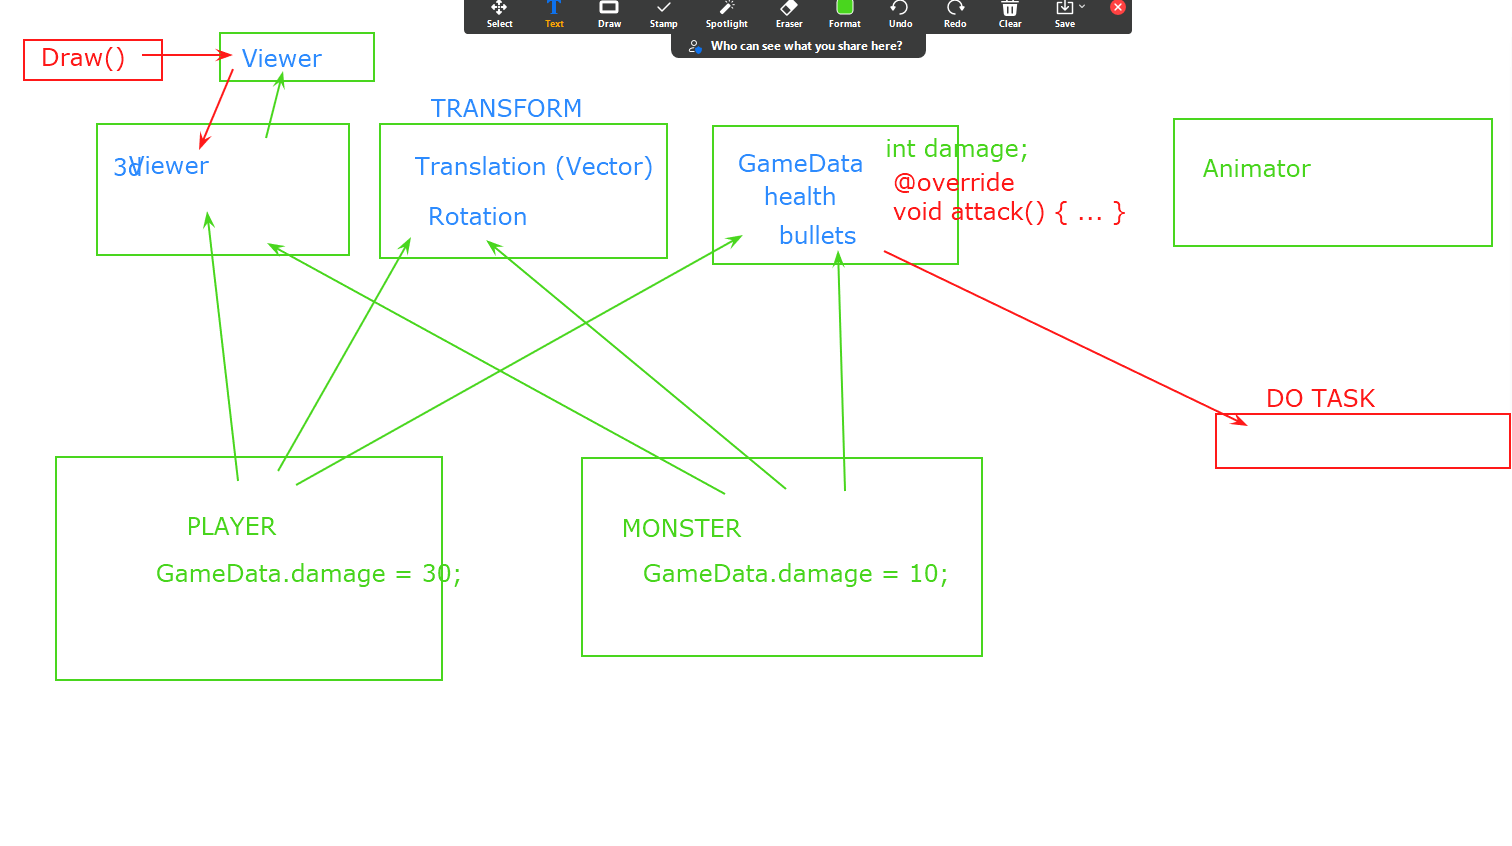 Select Text Draw Stamp Spotlight Eraser Format Undo Redo Clear Save
Who can see what you share here?
Draw()
Viewer
TRANSFORM
3d
Viewer
Translation (Vector)
Rotation
GameData
health
bullets
int damage;
@override
void attack() { ... }
Animator
DO TASK
PLAYER
GameData.damage = 30;
MONSTER
GameData.damage = 10;